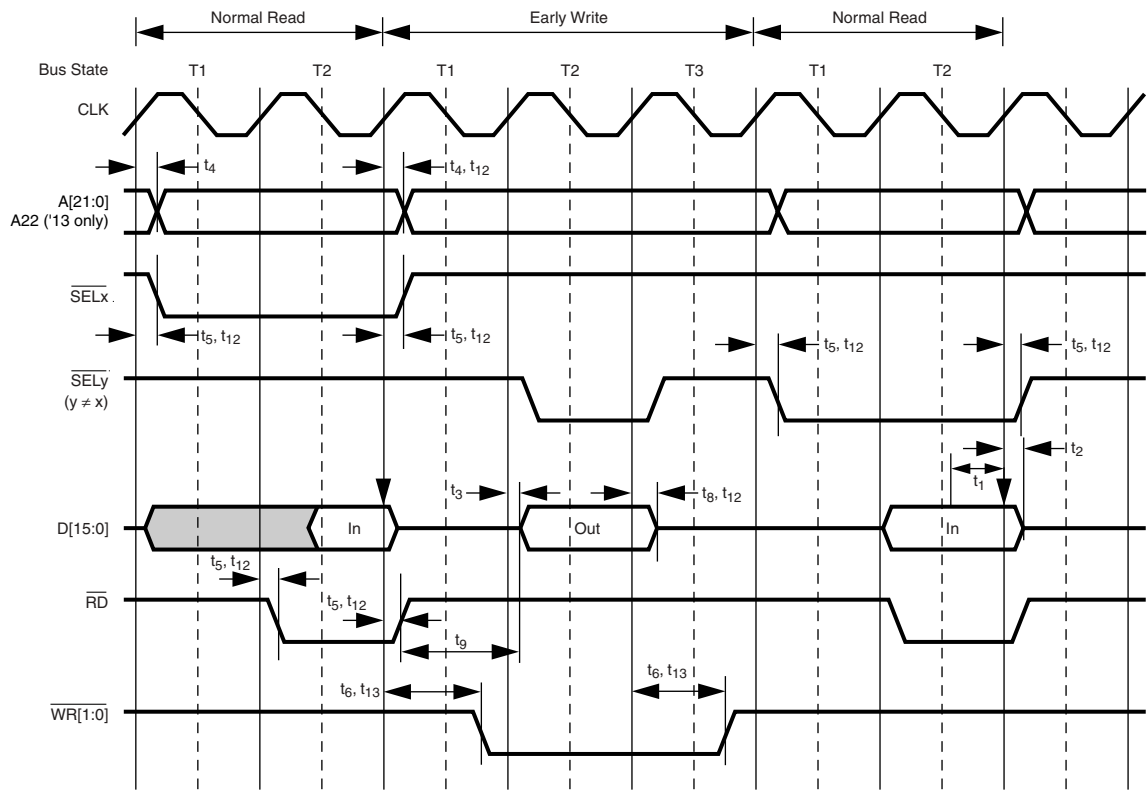 Normal Read Early Write Normal Read
Bus State T1 T2 T1 T2 T3 T1 T2
CLK
t4 t4, t12
A[21:0]
A22 ('13 only)
SELx
t5, t12 t5, t12 t5, t12 t5, t12
SELy
(y ≠ x)
t2
t1
t3 t8, t12
D[15:0] In Out In
t5, t12
RD t5, t12
t9
t6, t13 t6, t13
WR[1:0]